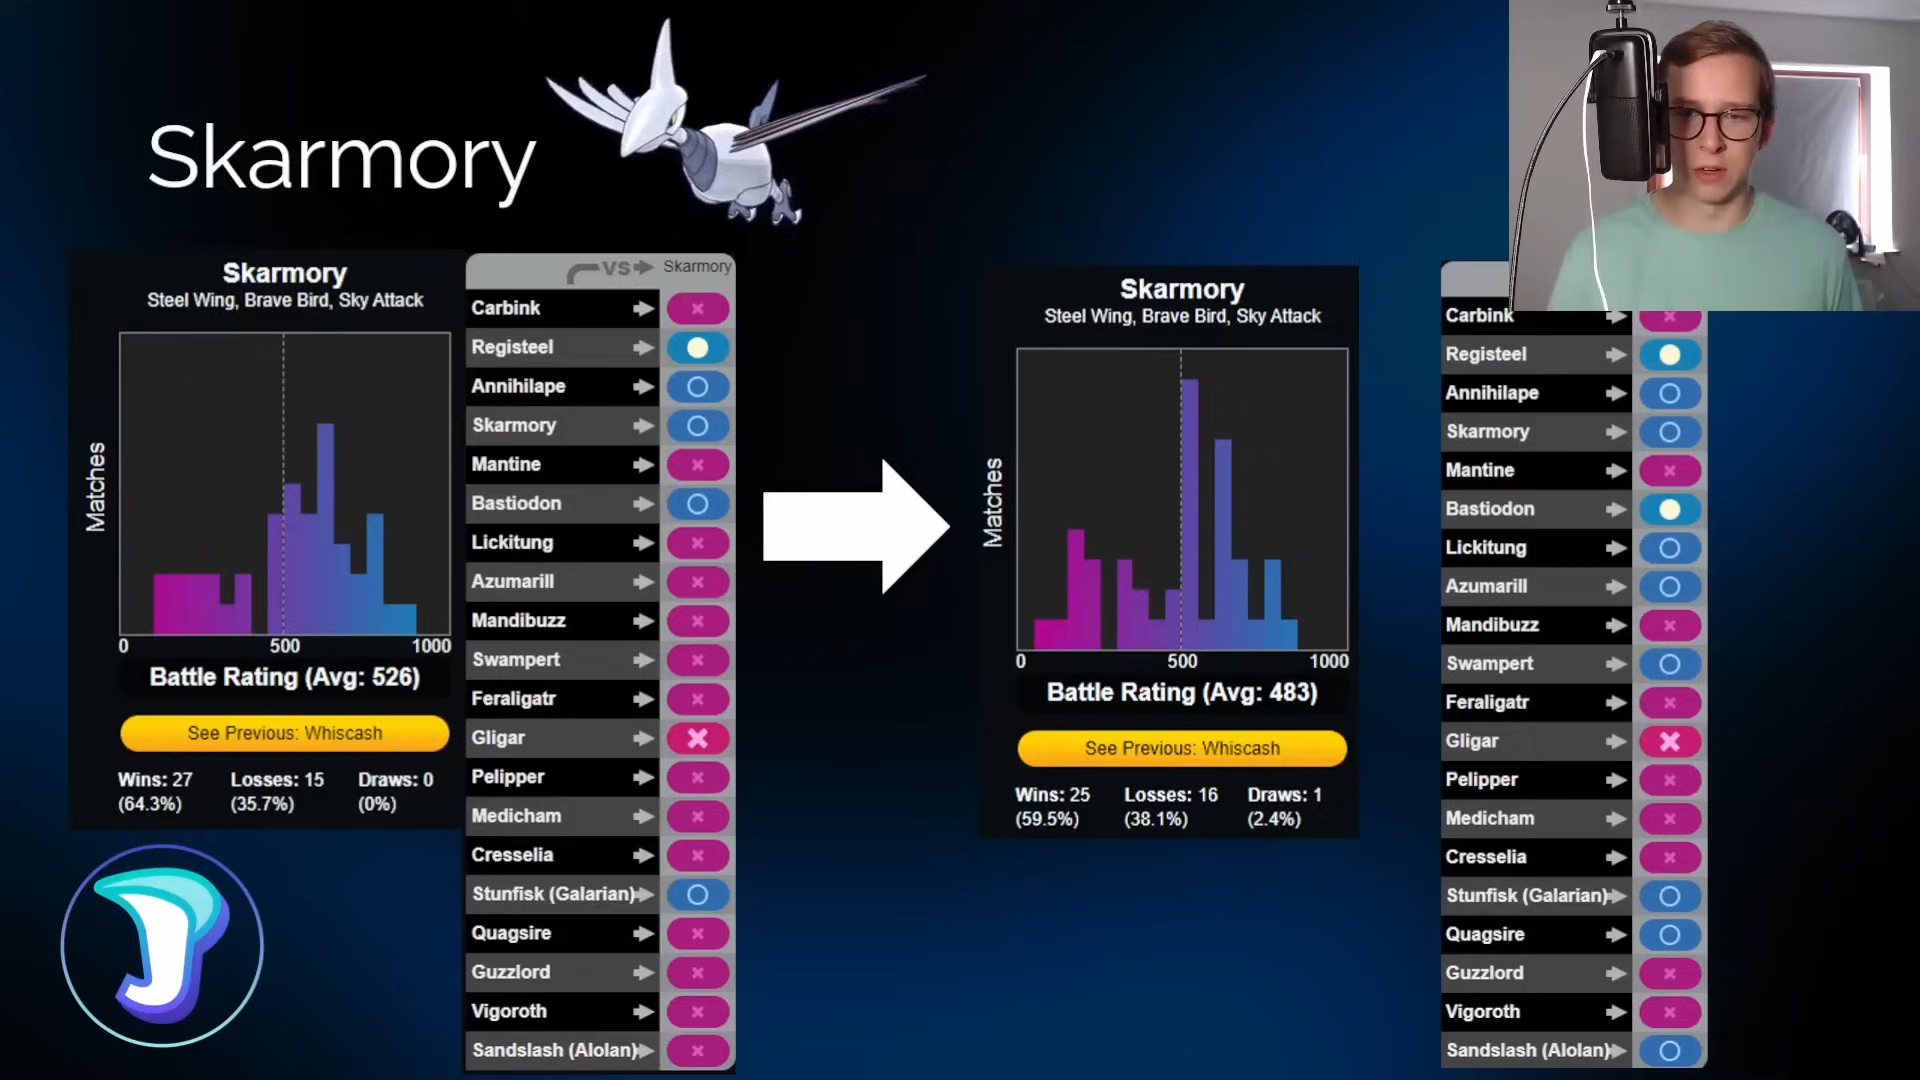 Skarmory
Skarmory
Steel Wing, Brave Bird, Sky Attack
Matches
0 500 1000
Battle Rating (Avg: 526)
See Previous: Whiscash
Wins: 27 Losses: 15 Draws: 0
(64.3%) (35.7%) (0%)
VS Skarmory
Carbink
Registeel
Annihilape
Skarmory
Mantine
Bastiodon
Lickitung
Azumarill
Mandibuzz
Swampert
Feraligatr
Gligar
Pelipper
Medicham
Cresselia
Stunfisk (Galarian)
Quagsire
Guzzlord
Vigoroth
Sandslash (Alolan)
Skarmory
Steel Wing, Brave Bird, Sky Attack
Matches
0 500 1000
Battle Rating (Avg: 483)
See Previous: Whiscash
Wins: 25 Losses: 16 Draws: 1
(59.5%) (38.1%) (2.4%)
Carbink
Registeel
Annihilape
Skarmory
Mantine
Bastiodon
Lickitung
Azumarill
Mandibuzz
Swampert
Feraligatr
Gligar
Pelipper
Medicham
Cresselia
Stunfisk (Galarian)
Quagsire
Guzzlord
Vigoroth
Sandslash (Alolan)